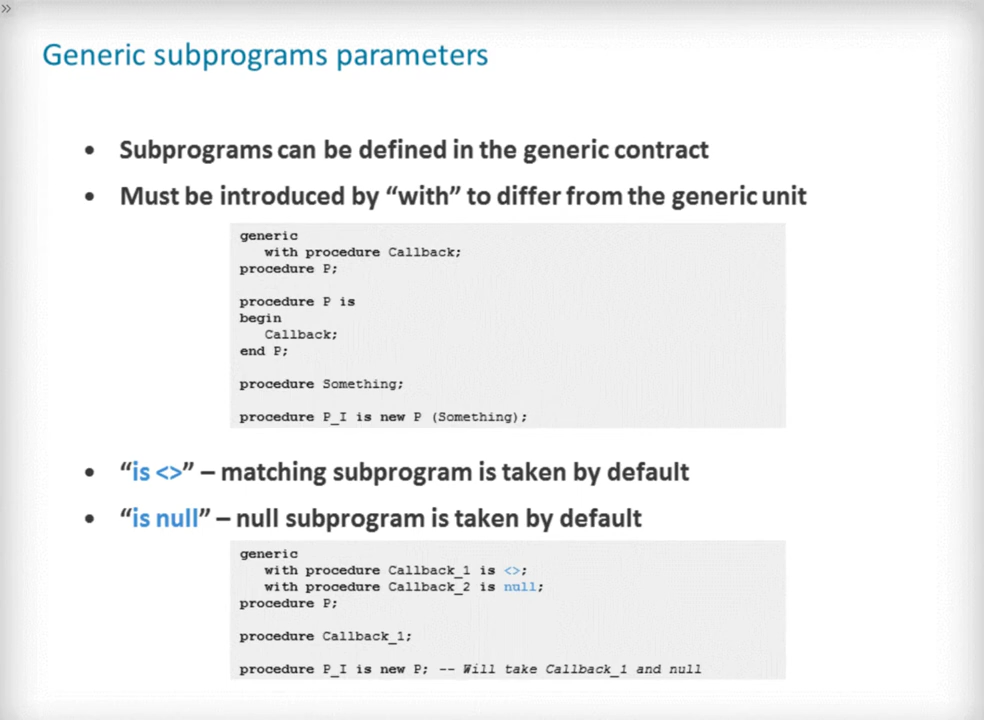 »
Generic subprograms parameters
• Subprograms can be defined in the generic contract
• Must be introduced by “with” to differ from the generic unit
generic
   with procedure Callback;
procedure P;

procedure P is
begin
   Callback;
end P;

procedure Something;

procedure P_I is new P (Something);
• “is <>” – matching subprogram is taken by default
• “is null” – null subprogram is taken by default
generic
   with procedure Callback_1 is <>;
   with procedure Callback_2 is null;
procedure P;

procedure Callback_1;

procedure P_I is new P; -- Will take Callback_1 and null